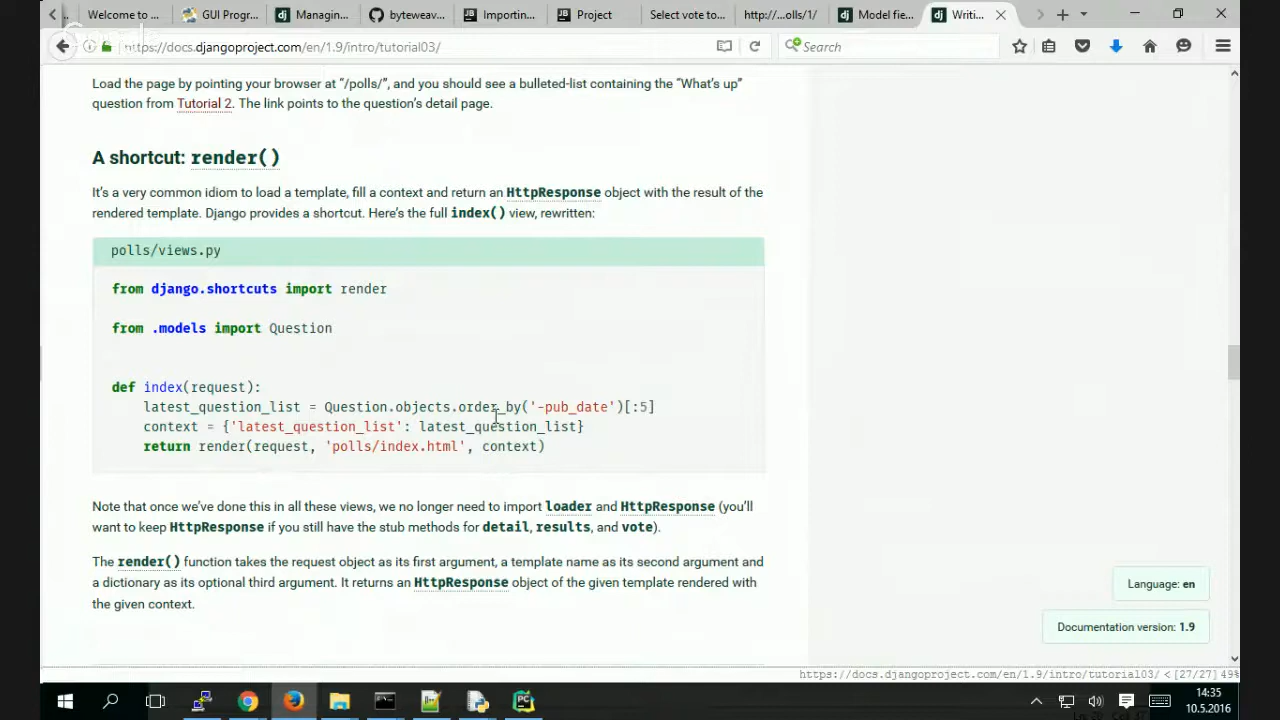 Welcome to ...
GUI Progr...
Managin...
byteweav...
Importin...
Project
Select vote to...
http://...olls/1/
Model fie...
Writi...
https://docs.djangoproject.com/en/1.9/intro/tutorial03/
Search
Load the page by pointing your browser at “/polls/”, and you should see a bulleted-list containing the “What’s up”
question from Tutorial 2. The link points to the question’s detail page.
A shortcut: render()
It’s a very common idiom to load a template, fill a context and return an HttpResponse object with the result of the
rendered template. Django provides a shortcut. Here’s the full index() view, rewritten:
polls/views.py
from django.shortcuts import render
from .models import Question
def index(request):
latest_question_list = Question.objects.order_by('-pub_date')[:5]
context = {'latest_question_list': latest_question_list}
return render(request, 'polls/index.html', context)
Note that once we’ve done this in all these views, we no longer need to import loader and HttpResponse (you’ll
want to keep HttpResponse if you still have the stub methods for detail, results, and vote).
The render() function takes the request object as its first argument, a template name as its second argument and
a dictionary as its optional third argument. It returns an HttpResponse object of the given template rendered with
the given context.
Language: en
Documentation version: 1.9
https://docs.djangoproject.com/en/1.9/intro/tutorial03/ < [27/27] 49%
14:35
10.5.2016